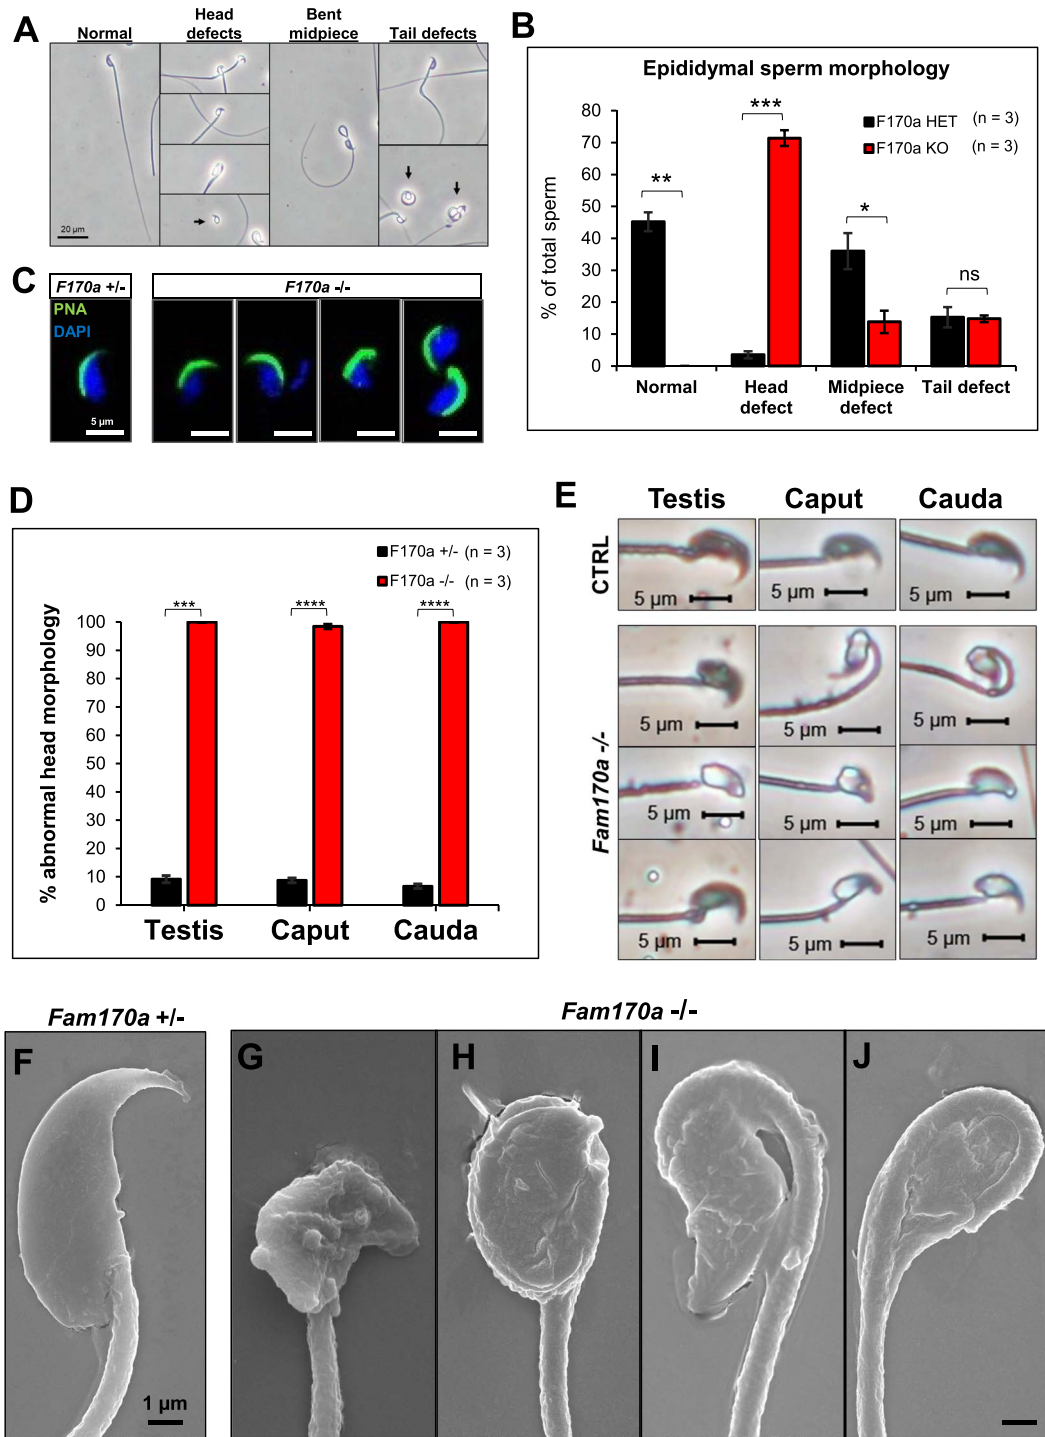 A
Normal
Head
defects
Bent
midpiece
Tail defects
20 µm
B
Epididymal sperm morphology
% of total sperm
80
70
60
50
40
30
20
10
0
F170a HET (n = 3)
F170a KO (n = 3)
**
***
*
ns
Normal
Head
defect
Midpiece
defect
Tail defect
C
F170a +/-
F170a -/-
PNA
DAPI
5 µm
D
F170a +/- (n = 3)
F170a -/- (n = 3)
% abnormal head morphology
100
90
80
70
60
50
40
30
20
10
0
***
****
****
Testis
Caput
Cauda
E
Testis
Caput
Cauda
CTRL
5 µm
5 µm
5 µm
Fam170a -/-
5 µm
5 µm
5 µm
5 µm
5 µm
5 µm
5 µm
5 µm
5 µm
Fam170a +/-
Fam170a -/-
F
G
H
I
J
1 µm